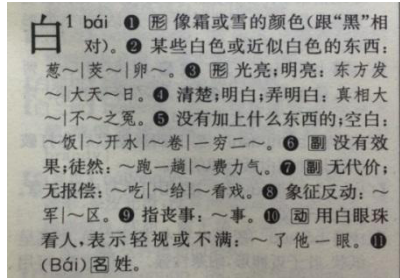 白¹ bái ❶ 形 像霜或雪的颜色(跟“黑”相
对)。❷ 某些白色或近似白色的东西:
葱~|茭~|卵~。❸ 形 光亮;明亮: 东方发
~|大天~日。❹ 清楚;明白;弄明白: 真相大
~|不~之冤。❺ 没有加上什么东西的;空白:
~饭|~开水|~卷|一穷二~。❻ 副 没有效
果;徒然: ~跑一趟|~费力气。❼ 副 无代价;
无报偿: ~吃|~给|~看戏。❽ 象征反动: ~
军|~区。❾ 指丧事: ~事。❿ 动 用白眼珠
看人,表示轻视或不满: ~了他一眼。⓫
(Bái) 名 姓。